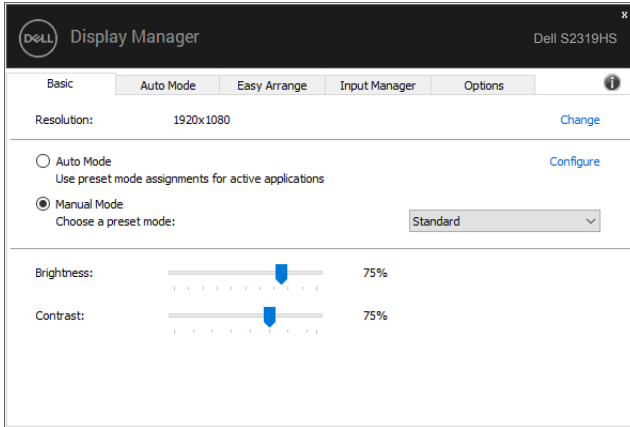 x
DELL Display Manager Dell S2319HS
Basic Auto Mode Easy Arrange Input Manager Options i
Resolution: 1920x1080 Change
Auto Mode Configure
Use preset mode assignments for active applications
Manual Mode
Choose a preset mode: Standard
Brightness: 75%
Contrast: 75%